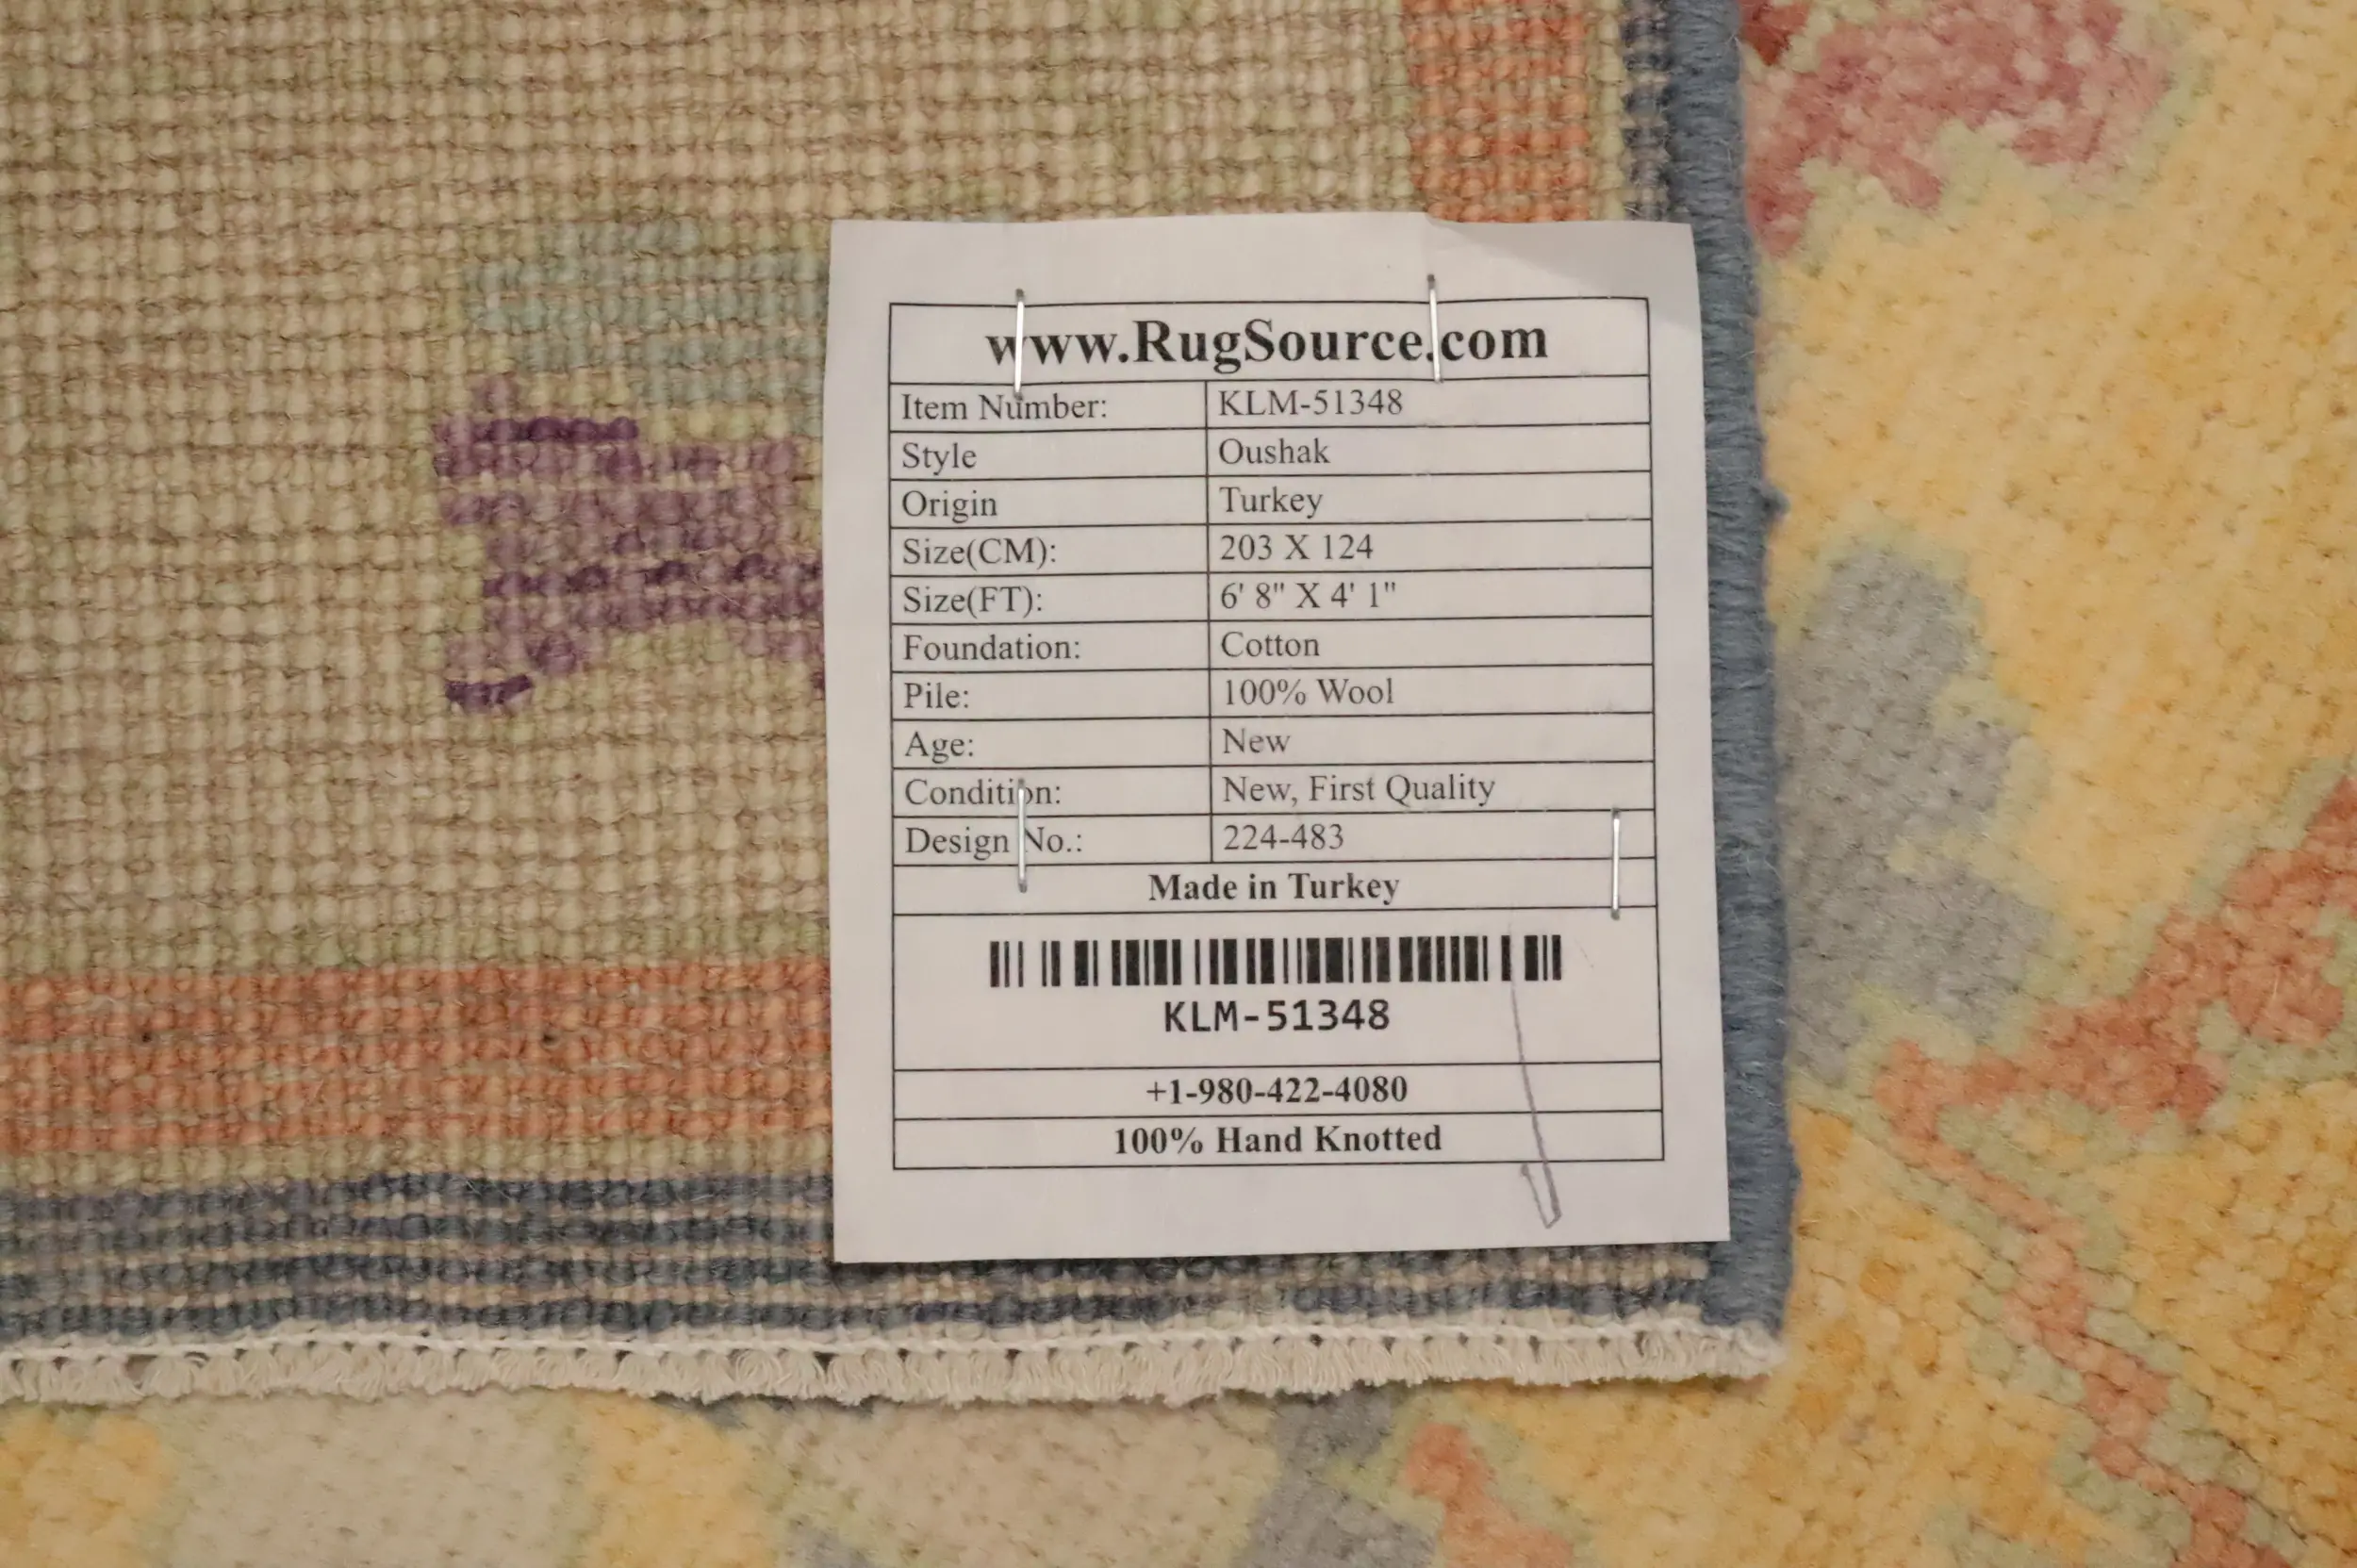 www.RugSource.com
Item Number: KLM-51348
Style Oushak
Origin Turkey
Size(CM): 203 X 124
Size(FT): 6' 8" X 4' 1"
Foundation: Cotton
Pile: 100% Wool
Age: New
Condition: New, First Quality
Design No.: 224-483
Made in Turkey
KLM-51348
+1-980-422-4080
100% Hand Knotted